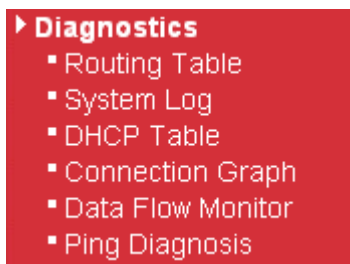 Diagnostics
Routing Table
System Log
DHCP Table
Connection Graph
Data Flow Monitor
Ping Diagnosis